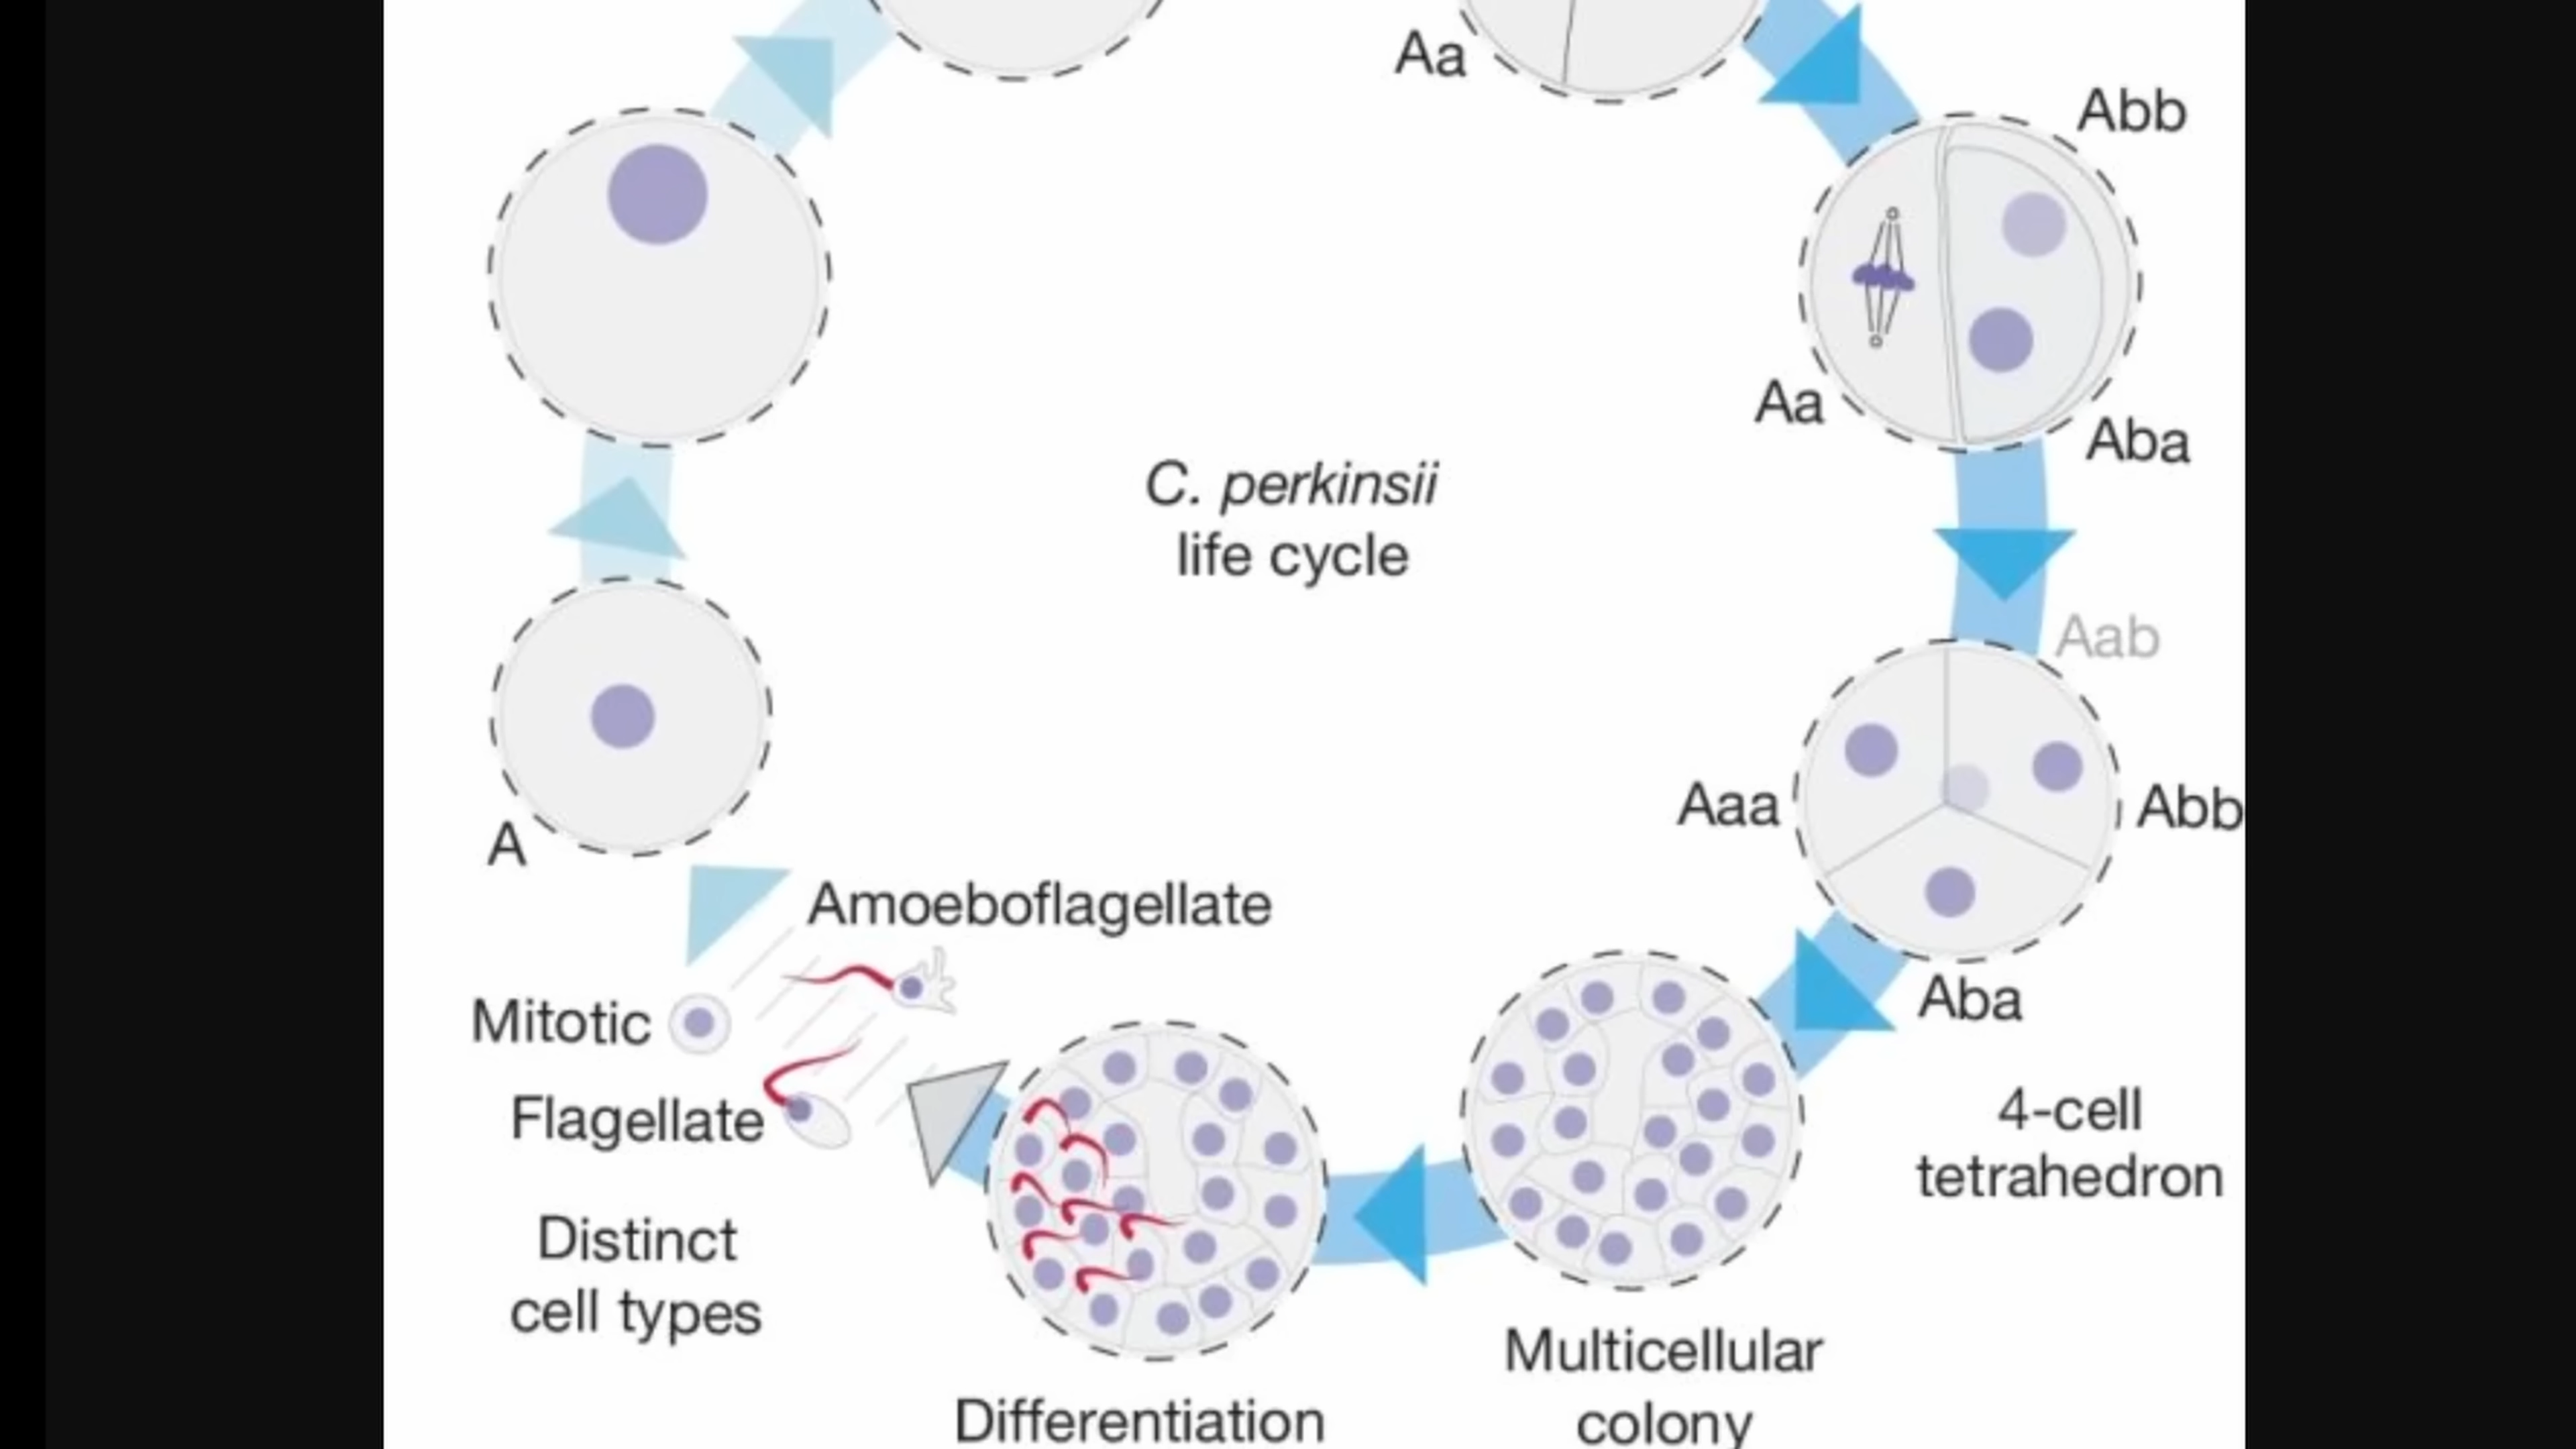 Aa
Abb
Aa
Aba
C. perkinsii
life cycle
Aab
Aaa
Abb
A
Amoeboflagellate
Aba
Mitotic
Flagellate
4-cell
tetrahedron
Distinct
cell types
Multicellular
colony
Differentiation